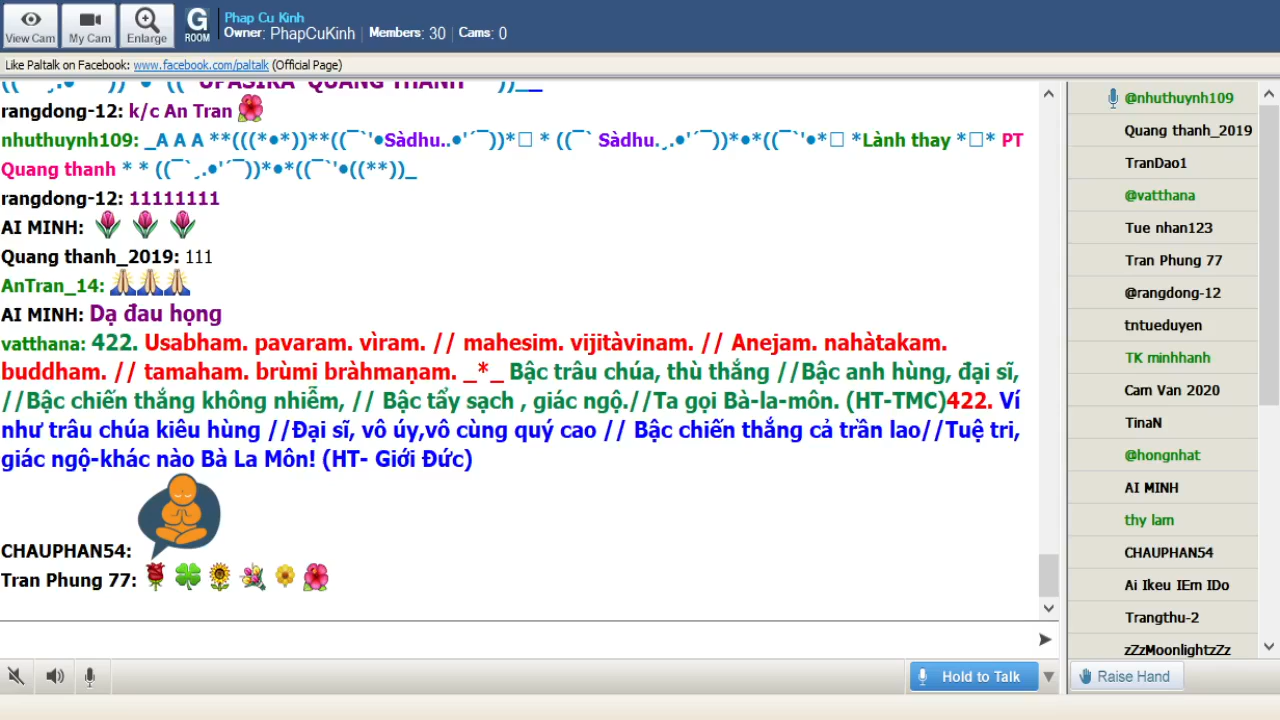 View Cam
My Cam
Enlarge
G
ROOM
Phap Cu Kinh
Owner: PhapCuKinh | Members: 30 | Cams: 0
Like Paltalk on Facebook: www.facebook.com/paltalk (Official Page)
UPASIKA QUANG THANH
rangdong-12: k/c An Tran
nhuthuynh109: _A A A **(((*●*))**((¯`'●Sàdhu..●'´¯))*□ * ((¯` Sàdhu.¸.●'´¯))*●*((¯`'●*□ *Lành thay *□* PT
Quang thanh * * ((¯`¸.●'´¯))*●*((¯`'●((**))_
rangdong-12: 11111111
AI MINH:
Quang thanh_2019: 111
AnTran_14:
AI MINH: Dạ đau họng
vatthana: 422. Usabham. pavaram. vìram. // mahesim. vijitàvinam. // Anejam. nahàtakam.
buddham. // tamaham. brùmi bràhmaṇam. _*_ Bậc trâu chúa, thù thắng //Bậc anh hùng, đại sĩ,
//Bậc chiến thắng không nhiễm, // Bậc tẩy sạch , giác ngộ.//Ta gọi Bà-la-môn. (HT-TMC)422. Ví
như trâu chúa kiêu hùng //Đại sĩ, vô úy,vô cùng quý cao // Bậc chiến thắng cả trần lao//Tuệ tri,
giác ngộ-khác nào Bà La Môn! (HT- Giới Đức)
CHAUPHAN54:
Tran Phung 77:
Hold to Talk
@nhuthuynh109
Quang thanh_2019
TranDao1
@vatthana
Tue nhan123
Tran Phung 77
@rangdong-12
tntueduyen
TK minhhanh
Cam Van 2020
TinaN
@hongnhat
AI MINH
thy lam
CHAUPHAN54
Ai Ikeu IEm IDo
Trangthu-2
zZzMoonlightzZz
Raise Hand